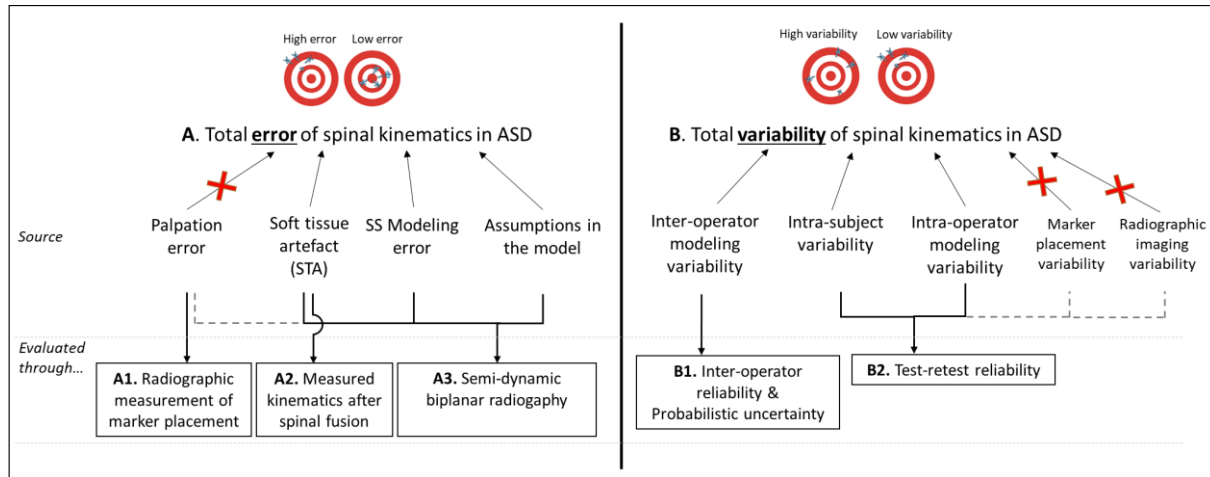 High error
Low error
A. Total error of spinal kinematics in ASD
Source
Palpation
error
Soft tissue
artefact
(STA)
SS Modeling
error
Assumptions in
the model
Evaluated
through...
A1. Radiographic
measurement of
marker placement
A2. Measured
kinematics after
spinal fusion
A3. Semi-dynamic
biplanar radiogaphy
High variability
Low variability
B. Total variability of spinal kinematics in ASD
Inter-operator
modeling
variability
Intra-subject
variability
Intra-operator
modeling
variability
Marker
placement
variability
Radiographic
imaging
variability
B1. Inter-operator
reliability &
Probabilistic uncertainty
B2. Test-retest reliability